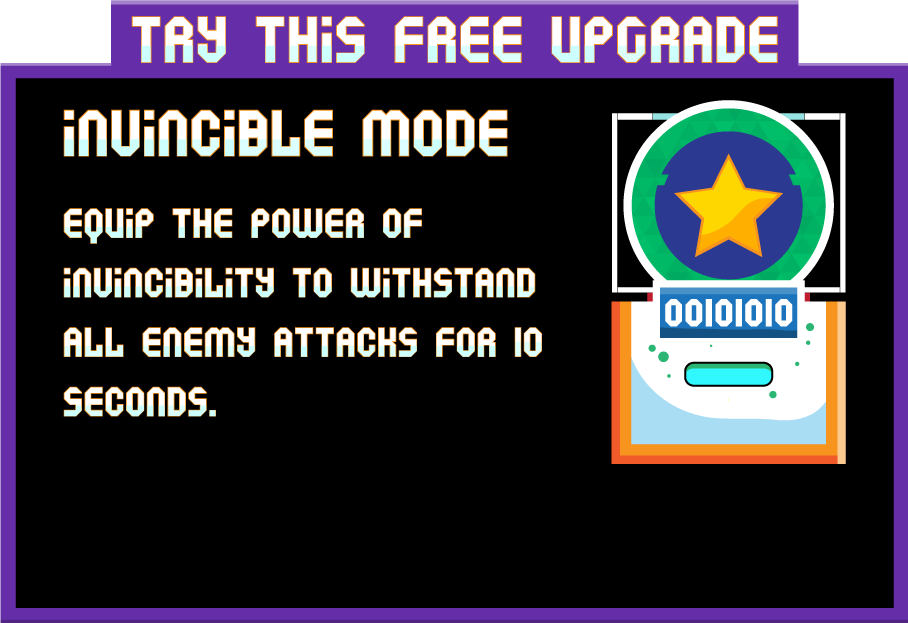 TRY THIS FREE UPGRADE
INVINCIBLE MODE
EQUIP THE POWER OF
INVINCIBILITY TO WITHSTAND
ALL ENEMY ATTACKS FOR 10
SECONDS.
00101010